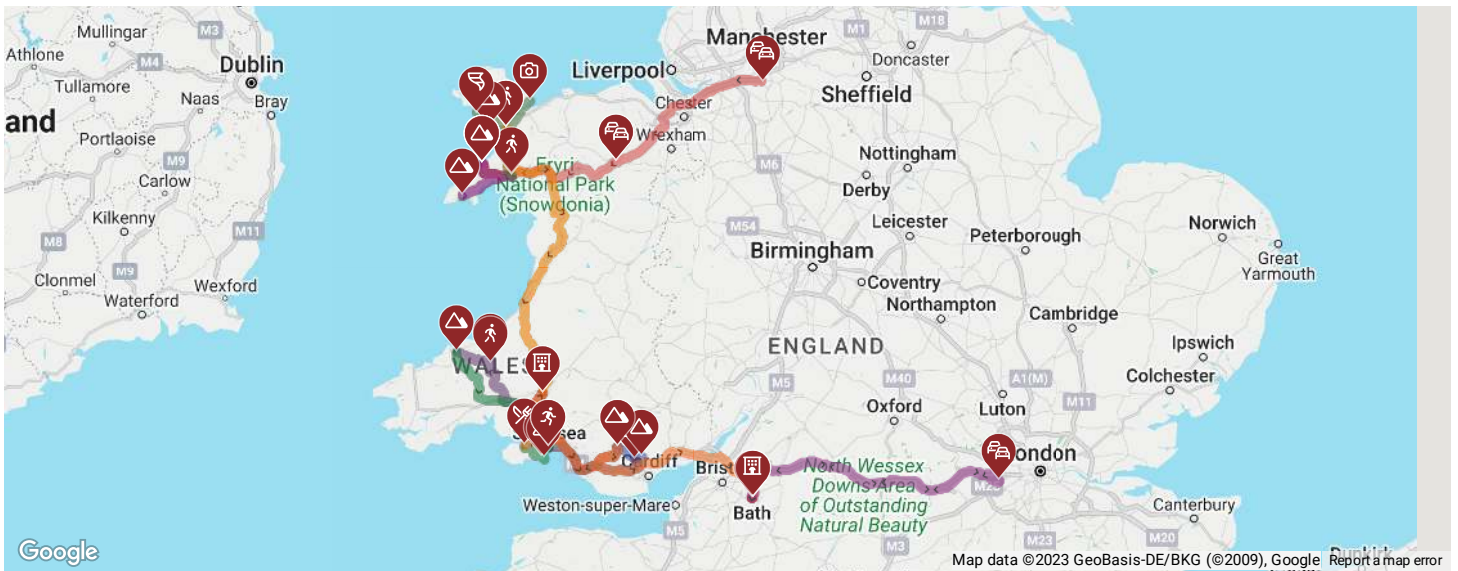 Mullingar
M3
Athlone
M4
Dublin
Tullamore
Naas
Bray
and
Portlaoise
M9
Carlow
Kilkenny
M8
M11
M9
Clonmel
Wexford
Waterford
Manchester
M18
M1
Doncaster
Liverpool
Sheffield
Chester
Wrexham
M6
Nottingham
Derby
Eryri
National Park
(Snowdonia)
Leicester
M54
Peterborough
Norwich
Birmingham
Great
Yarmouth
Coventry
Northampton
Cambridge
WALES
ENGLAND
Ipswich
M5
M40
A1(M)
Colchester
M11
Oxford
Luton
Cardiff
Bris
ondon
North Wessex
Downs Area
of Outstanding
Natural Beauty
M25
Weston-super-Mare
Bath
Canterbury
M5
M3
M23
M20
Google
Map data ©2023 GeoBasis-DE/BKG (©2009), Google
Report a map error